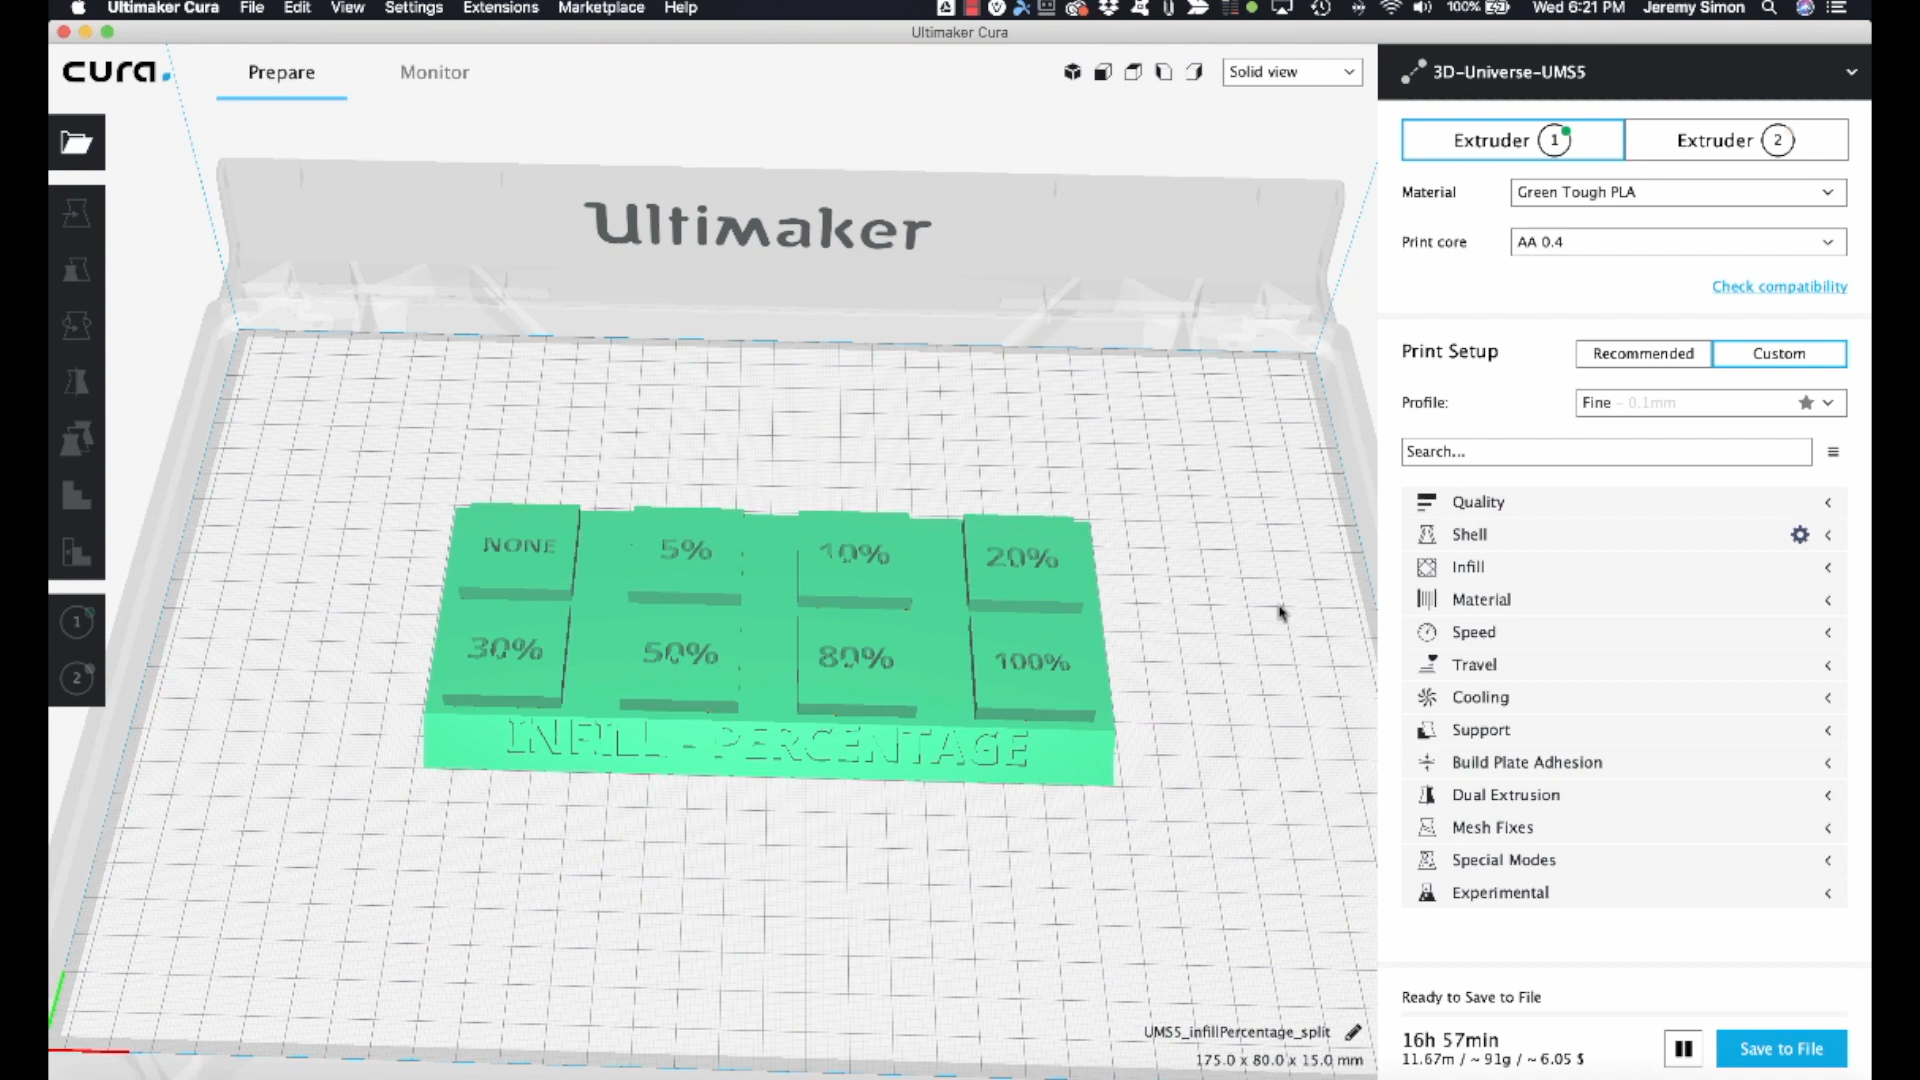 Ultimaker Cura File Edit View Settings Extensions Marketplace Help 100% Wed 6:21 PM Jeremy Simon
Ultimaker Cura
cura.
Prepare Monitor
Solid view
3D-Universe-UMS5
Extruder 1 Extruder 2
Material Green Tough PLA
Print core AA 0.4
Check compatibility
Print Setup Recommended Custom
Profile: Fine - 0.1mm
Search...
Quality
Shell
Infill
Material
Speed
Travel
Cooling
Support
Build Plate Adhesion
Dual Extrusion
Mesh Fixes
Special Modes
Experimental
Ready to Save to File
16h 57min
11.67m / ~ 91g / ~ 6.05 $
Save to File
Ultimaker
NONE 5% 10% 20%
30% 50% 80% 100%
INFILL - PERCENTAGE
1
2
UMS5_infillPercentage_split
175.0 x 80.0 x 15.0 mm